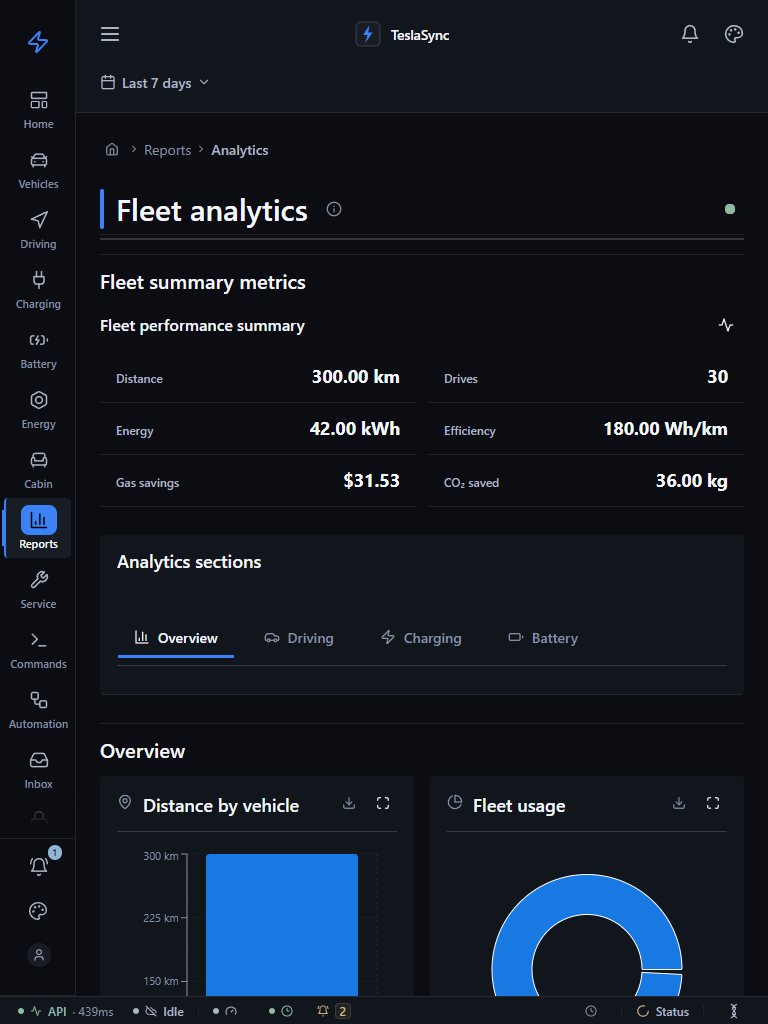 TeslaSync
Last 7 days
Home
Vehicles
Driving
Charging
Battery
Energy
Cabin
Reports
Service
Commands
Automation
Inbox
1
Reports > Analytics
Fleet analytics
Fleet summary metrics
Fleet performance summary
Distance 300.00 km
Drives 30
Energy 42.00 kWh
Efficiency 180.00 Wh/km
Gas savings $31.53
CO₂ saved 36.00 kg
Analytics sections
Overview Driving Charging Battery
Overview
Distance by vehicle
300 km
225 km
150 km
Fleet usage
API · 439ms Idle 2 Status